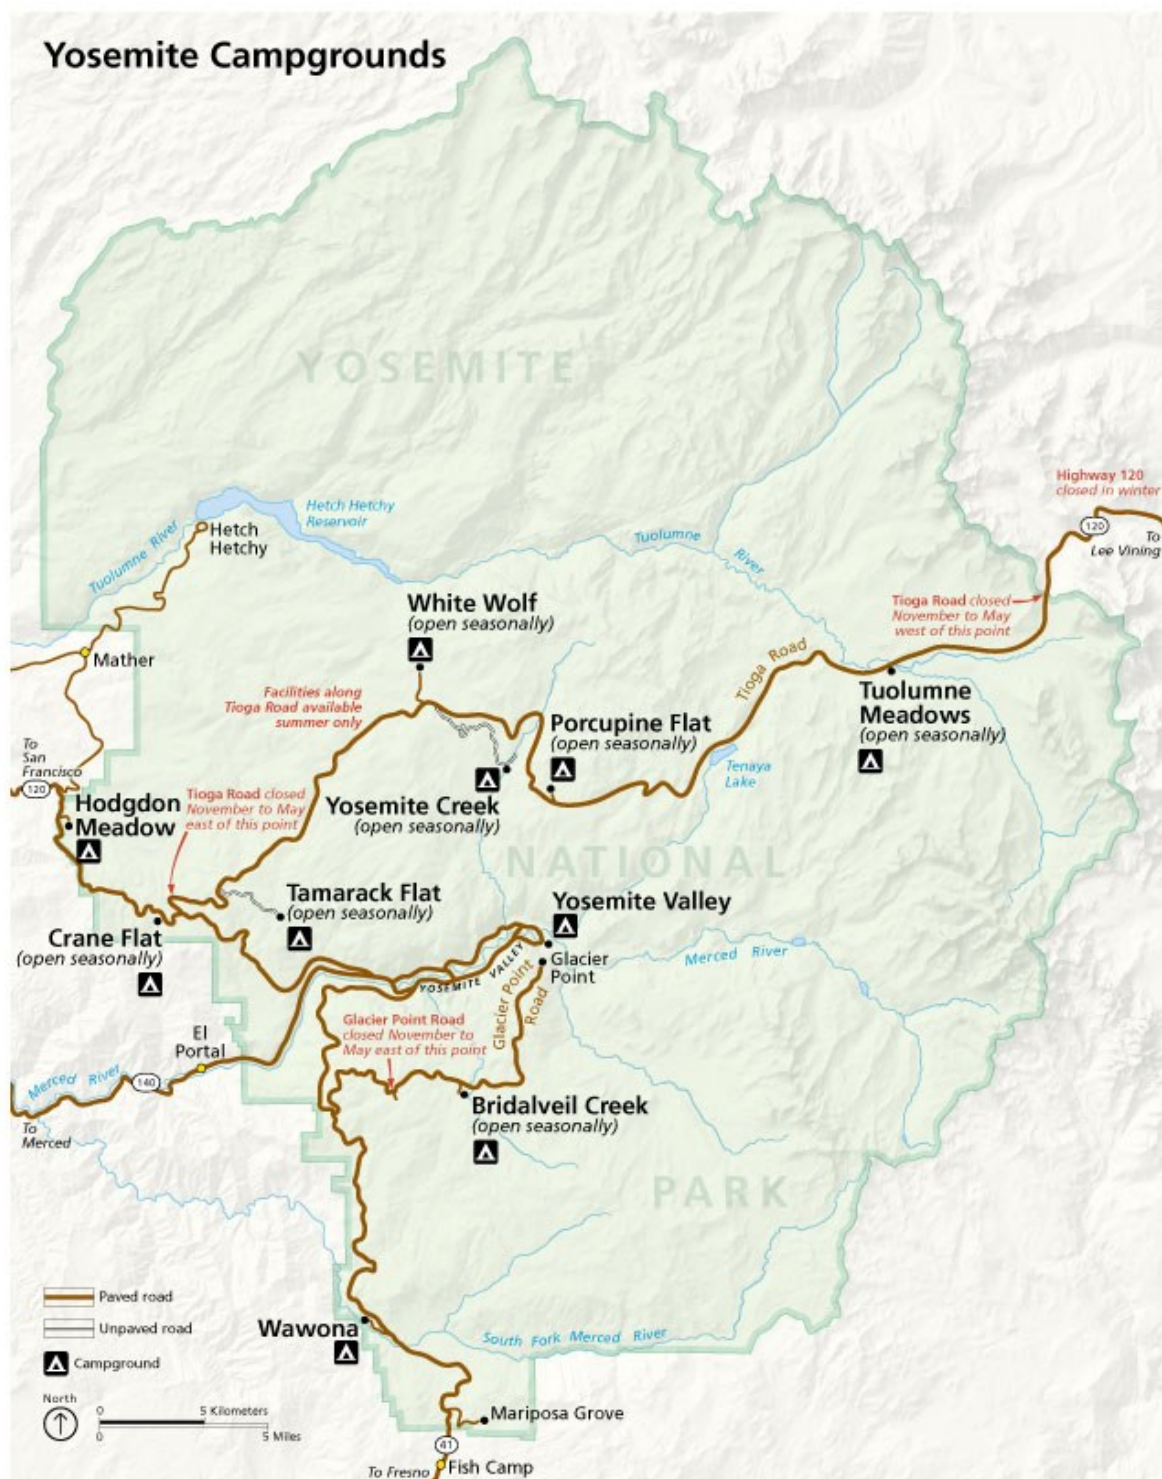 Yosemite Campgrounds
YOSEMITE
Highway 120
closed in winter
120
To
Lee Vining
Hetch Hetchy
Reservoir
Tuolumne River
Hetch
Hetchy
Tuolumne
River
White Wolf
(open seasonally)
Tioga Road closed
November to May
west of this point
Mather
Tioga Road
Facilities along
Tioga Road available
summer only
Tuolumne
Meadows
(open seasonally)
Porcupine Flat
(open seasonally)
To
San
Francisco
120
Tenaya
Lake
Hodgdon
Meadow
Tioga Road closed
November to May
east of this point
Yosemite Creek
(open seasonally)
NATIONAL
Tamarack Flat
(open seasonally)
Yosemite Valley
Crane Flat
(open seasonally)
YOSEMITE VALLEY
Glacier
Point
Merced River
Glacier Point
Road
Glacier Point Road
closed November to
May east of this point
El
Portal
Merced River
140
To
Merced
Bridalveil Creek
(open seasonally)
PARK
Paved road
Unpaved road
Campground
Wawona
South Fork Merced River
North
0
5 Kilometers
0
5 Miles
Mariposa Grove
41
To Fresno
Fish Camp